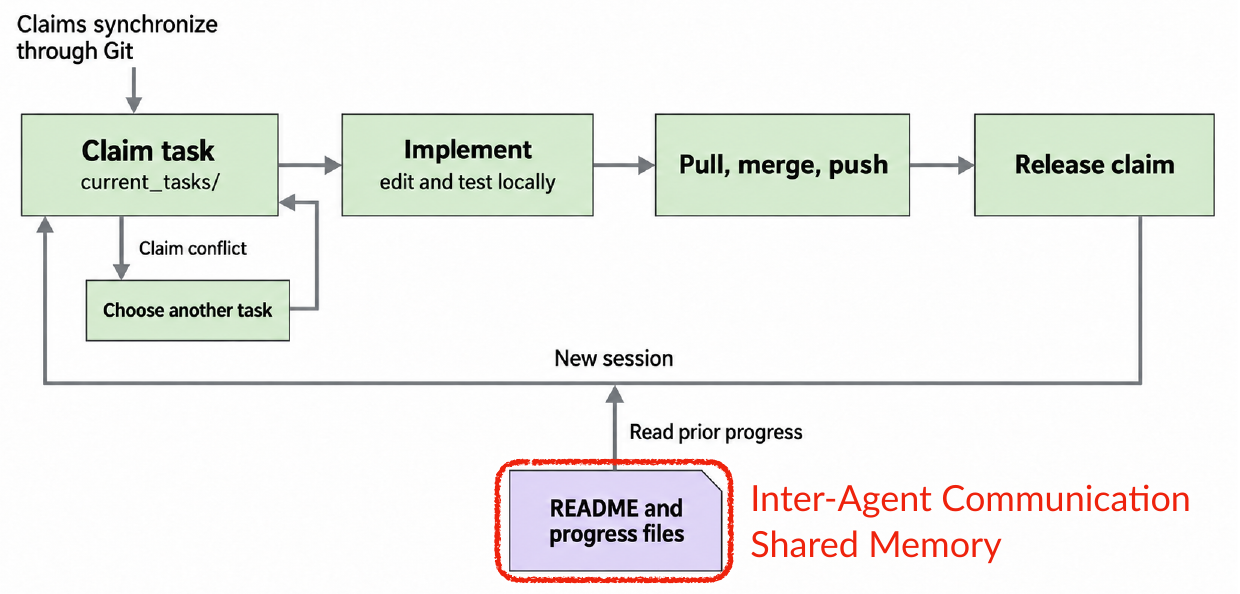 Claims synchronize
through Git
Claim task
current_tasks/
Implement
edit and test locally
Pull, merge, push
Release claim
Claim conflict
Choose another task
New session
Read prior progress
README and
progress files
Inter-Agent Communication
Shared Memory